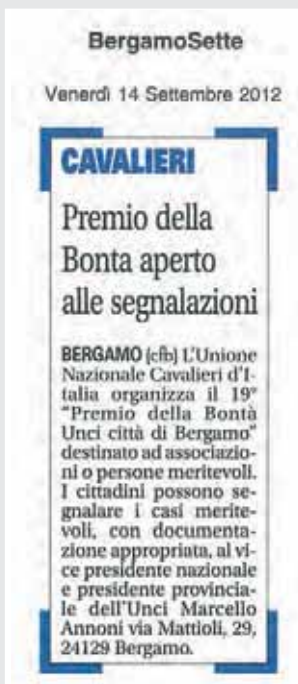 BergamoSette
Venerdì 14 Settembre 2012
CAVALIERI
Premio della
Bonta aperto
alle segnalazioni
BERGAMO (cfb) L'Unione
Nazionale Cavalieri d'I-
talia organizza il 19°
"Premio della Bontà
Unci città di Bergamo"
destinato ad associazio-
ni o persone meritevoli.
I cittadini possono se-
gnalare i casi merite-
voli, con documenta-
zione appropriata, al vi-
ce presidente nazionale
e presidente provincia-
le dell'Unci Marcello
Annoni via Mattioli, 29,
24129 Bergamo.